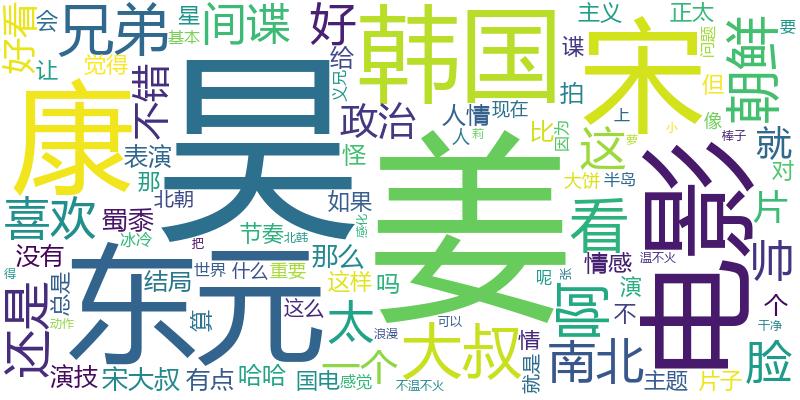 好看
会
星
基本
兄弟
间谍
好
韩国
宋
主义
正太
问题
要
让
觉得
不错
给
义兄
谍
但
朝鲜
康
昊
政治
拍
人情
现在
上
像
表演
那
怪
人
莉
比
因为
这
萝
小
棒子
就
对
喜欢
蜀黍
北朝
如果
姜
看
大饼
半岛
电影
片
没有
冰冷
节奏
北韩
那么
感化
啊
情感
温不火
帅
得
还是
总是
结局
东元
把
世界
什么
重要
这样
吗
呢
张
演
不
个
动作
算
这么
太
浪漫
可以
大叔
情
南北
干净
脸
演技
宋大叔
有点
哈哈
国电
一个
感觉
不温不火
就是
主题
片子